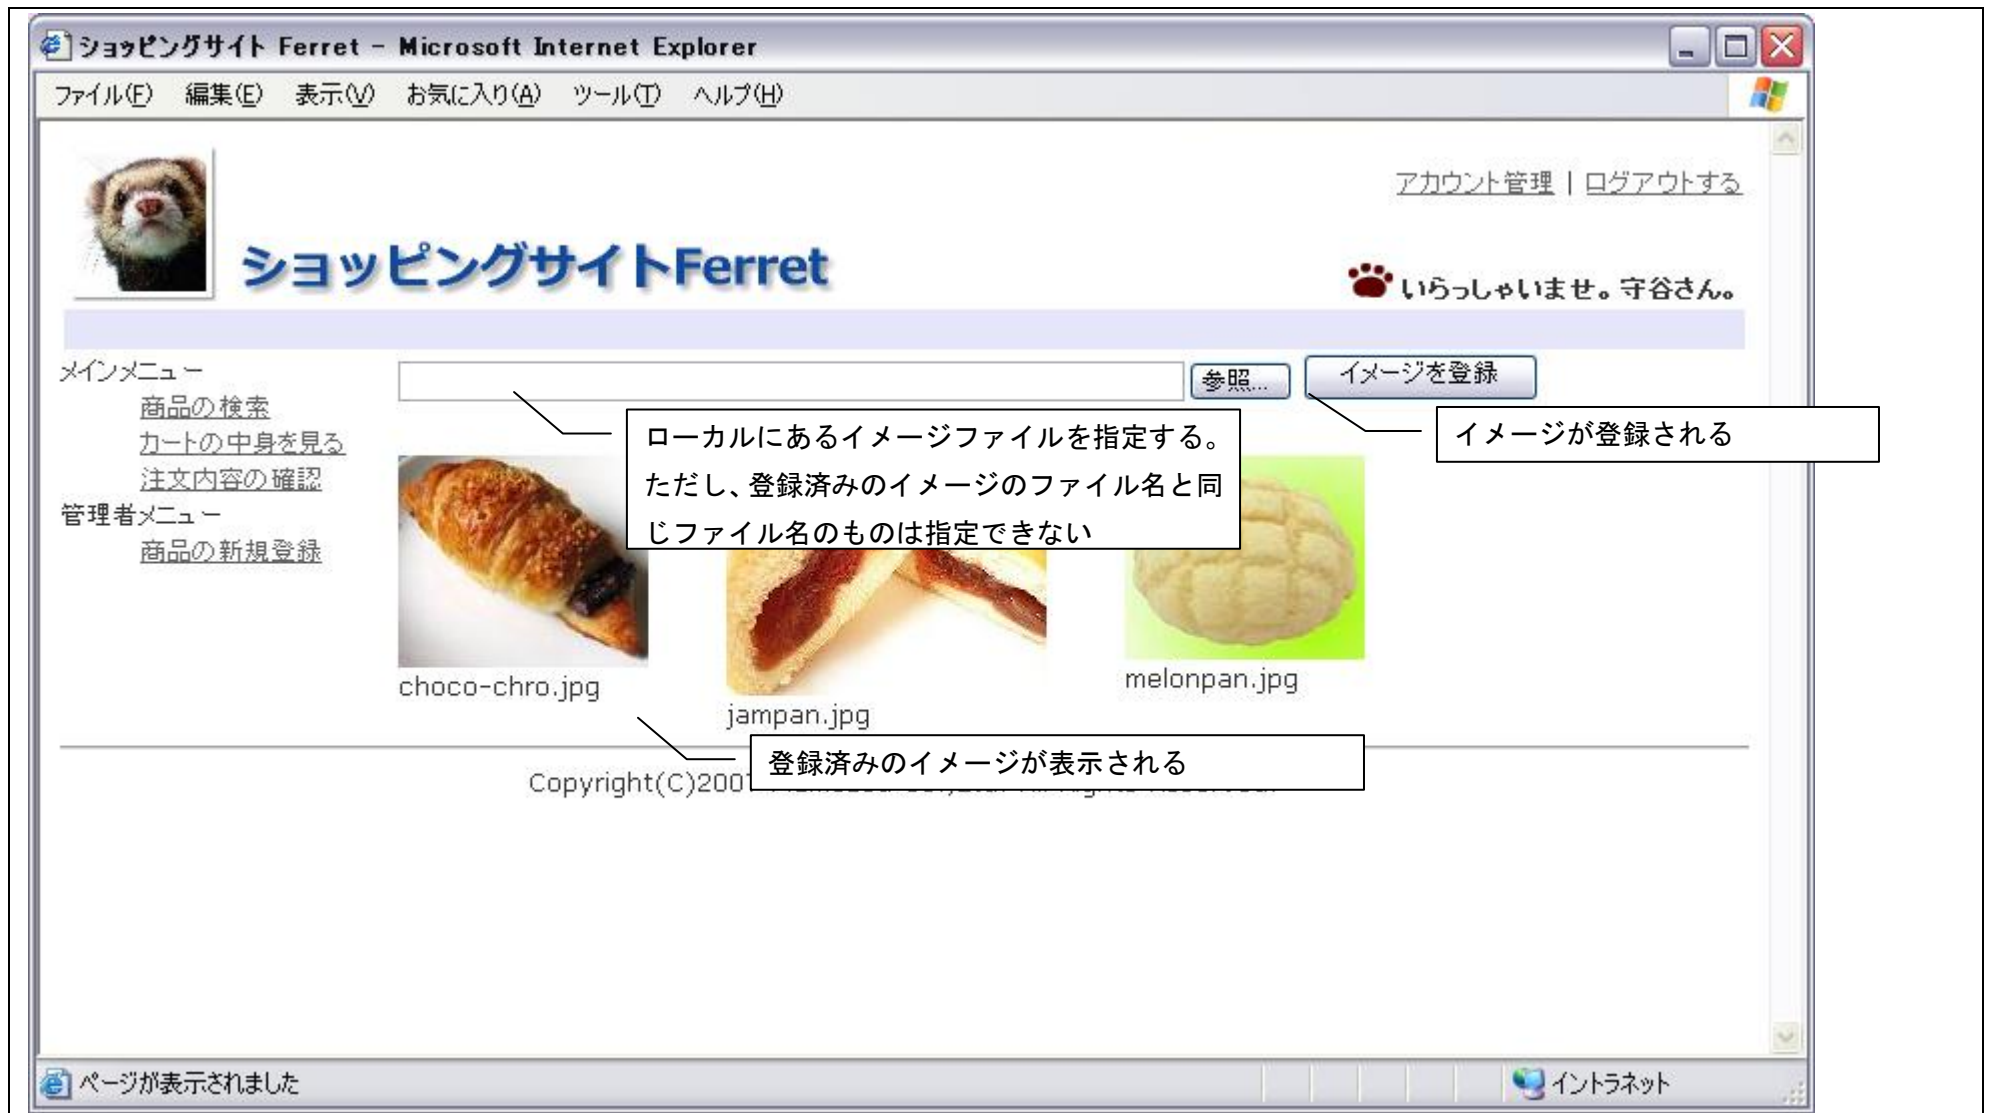 ショッピングサイト Ferret - Microsoft Internet Explorer
ファイル(F) 編集(E) 表示(V) お気に入り(A) ツール(T) ヘルプ(H)
アカウント管理 | ログアウトする
ショッピングサイトFerret
いらっしゃいませ。守谷さん。
メインメニュー
商品の検索
カートの中身を見る
注文内容の確認
管理者メニュー
商品の新規登録
参照... イメージを登録
ローカルにあるイメージファイルを指定する。
ただし、登録済みのイメージのファイル名と同
じファイル名のものは指定できない
イメージが登録される
choco-chro.jpg
jampan.jpg
melonpan.jpg
登録済みのイメージが表示される
Copyright(C)200
ページが表示されました
イントラネット